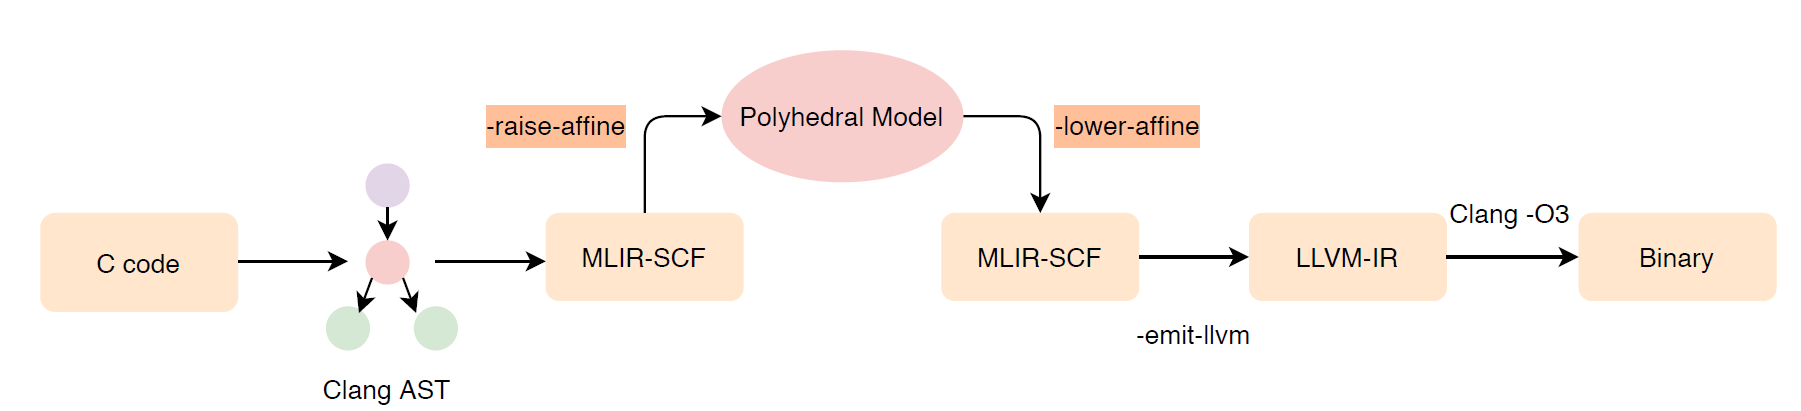 C code
Clang AST
MLIR-SCF
-raise-affine
Polyhedral Model
-lower-affine
MLIR-SCF
-emit-llvm
LLVM-IR
Clang -O3
Binary